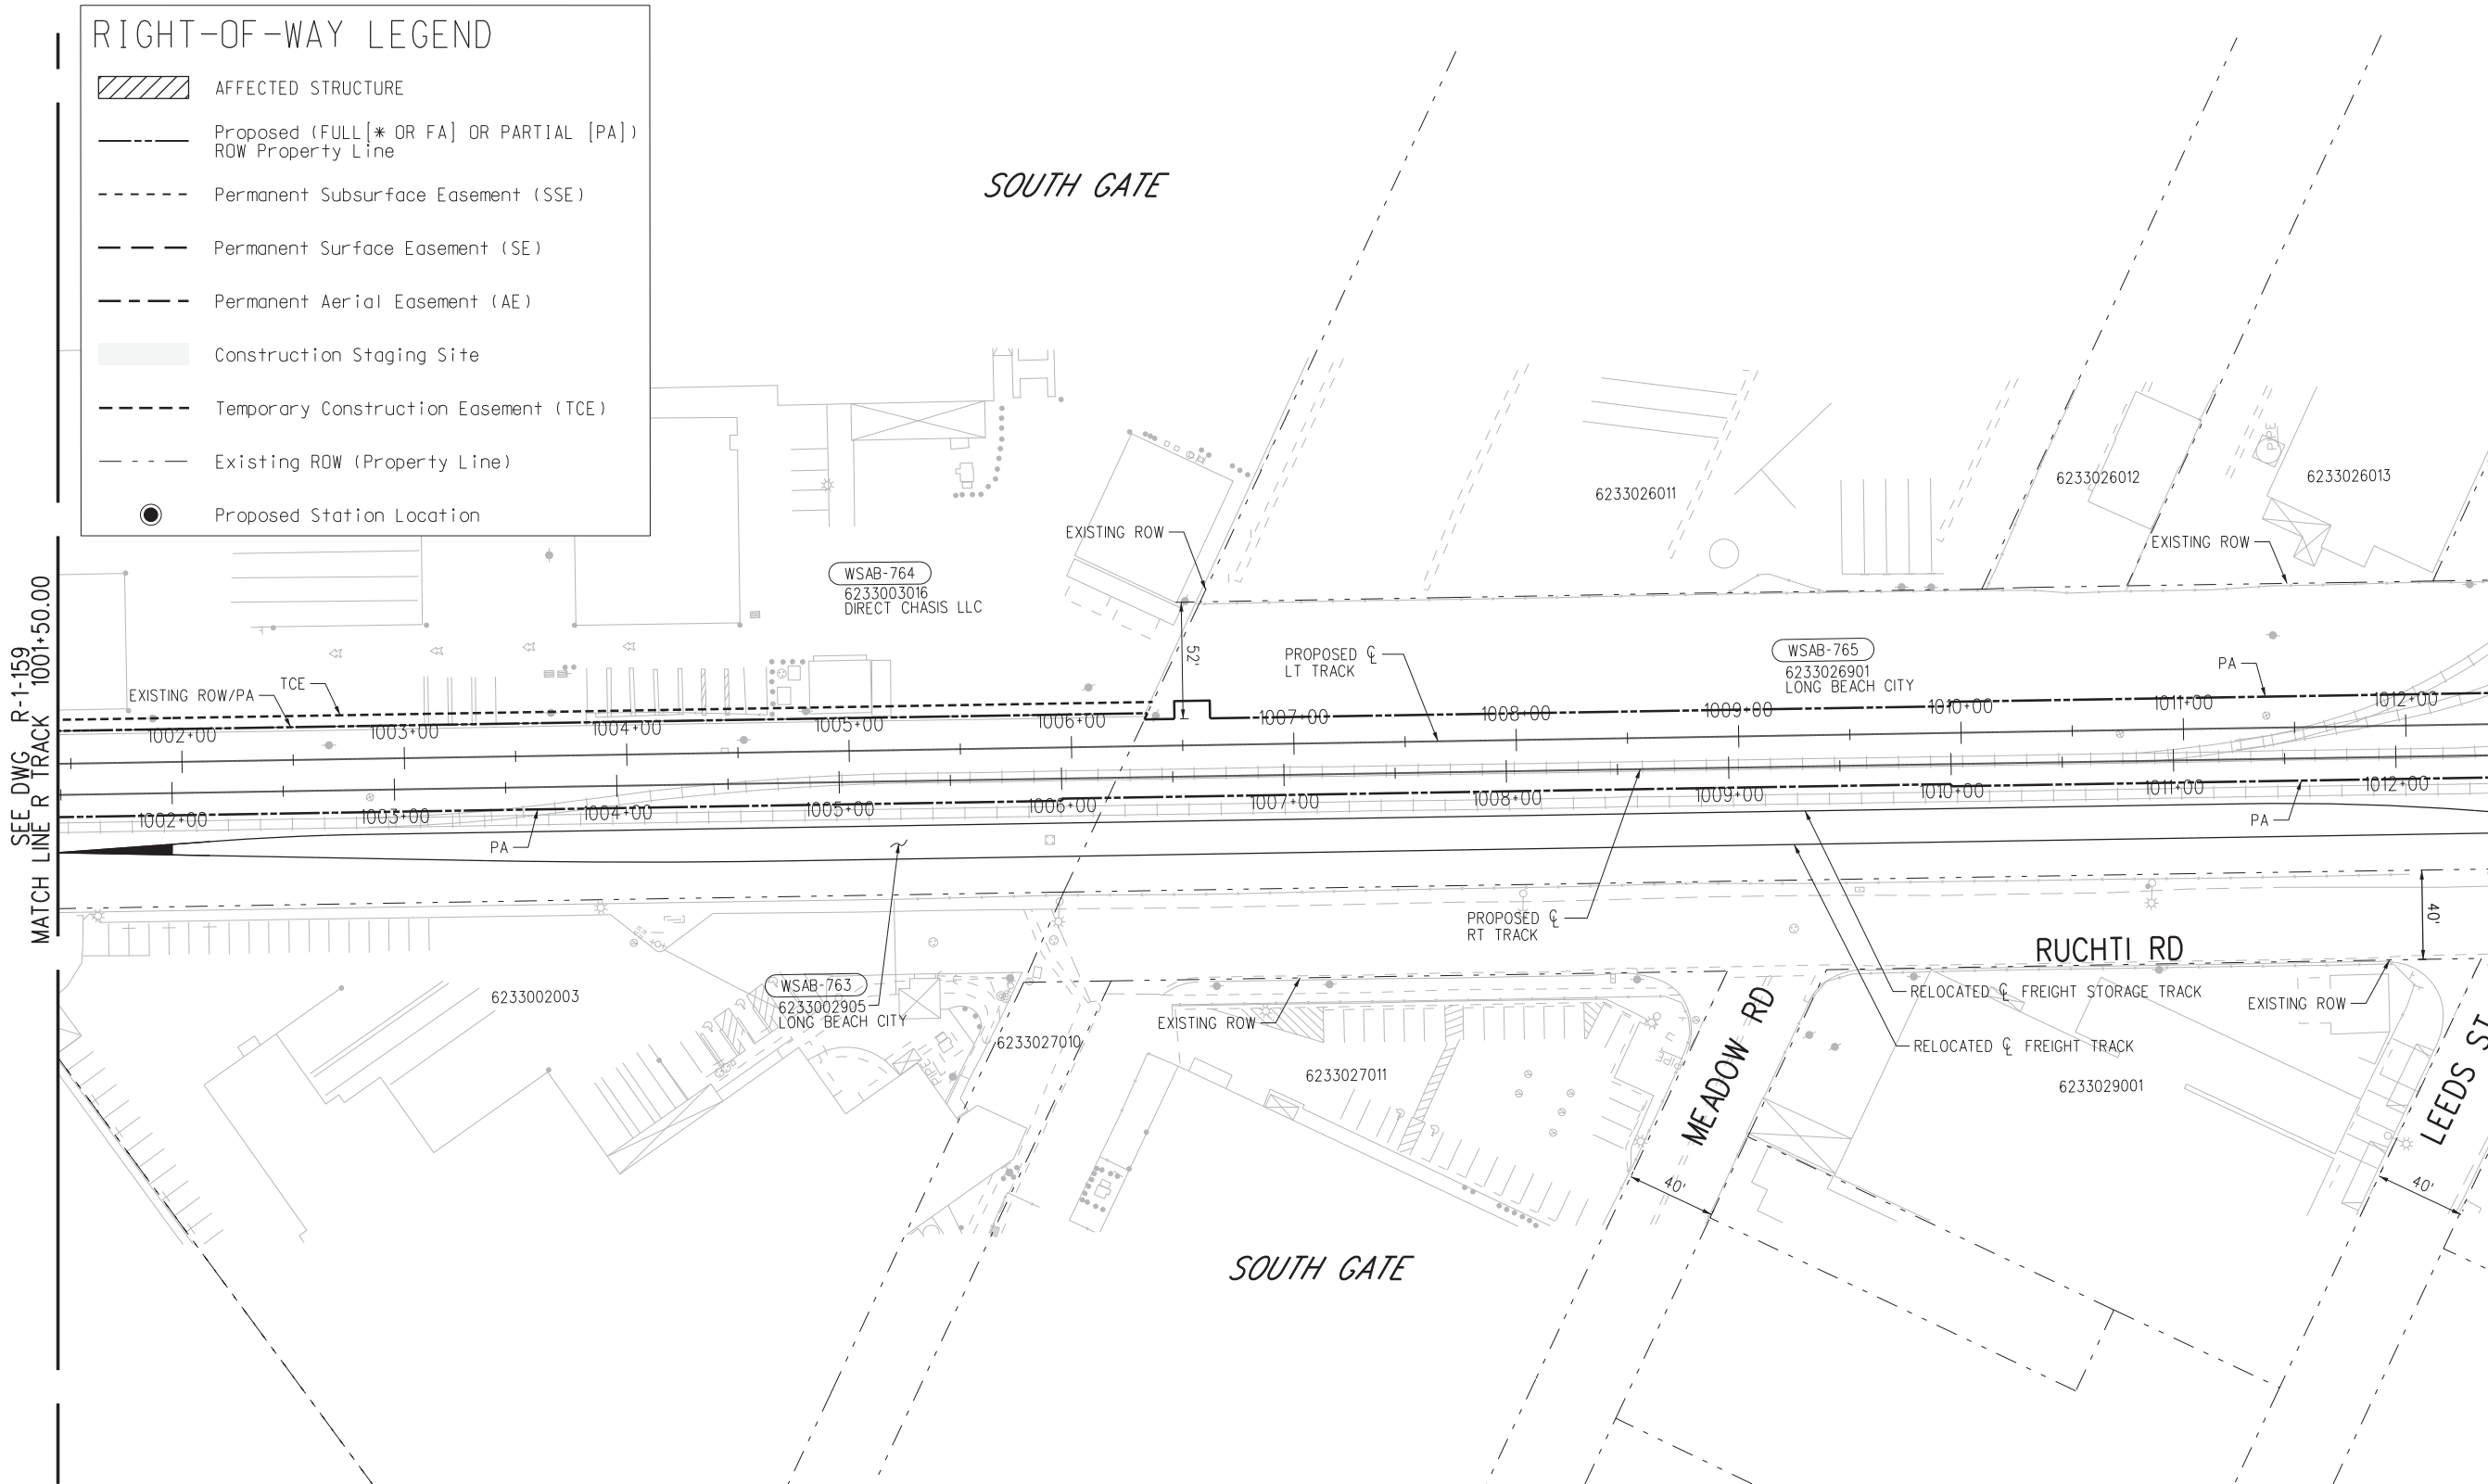 RIGHT-OF-WAY LEGEND
AFFECTED STRUCTURE
Proposed (FULL[* OR FA] OR PARTIAL [PA])
ROW Property Line
Permanent Subsurface Easement (SSE)
Permanent Surface Easement (SE)
Permanent Aerial Easement (AE)
Construction Staging Site
Temporary Construction Easement (TCE)
Existing ROW (Property Line)
Proposed Station Location
SOUTH GATE
6233026011
6233026012
PIPE
6233026013
EXISTING ROW
EXISTING ROW
WSAB-764
6233003016
DIRECT CHASIS LLC
52'
PROPOSED ℄
LT TRACK
WSAB-765
6233026901
LONG BEACH CITY
PA
TCE
EXISTING ROW/PA
SEE DWG R-1-159
MATCH LINE R TRACK 1001+50.00
1002+00
1003+00
1004+00
1005+00
1006+00
1007+00
1008+00
1009+00
1010+00
1011+00
1012+00
1002+00
1003+00
1004+00
1005+00
1006+00
1007+00
1008+00
1009+00
1010+00
1011+00
1012+00
PA
PA
PROPOSED ℄
RT TRACK
40'
RUCHTI RD
6233002003
WSAB-763
6233002905
LONG BEACH CITY
EXISTING ROW
RELOCATED ℄ FREIGHT STORAGE TRACK
EXISTING ROW
6233027010
PIPE
RELOCATED ℄ FREIGHT TRACK
PIPE
6233027011
MEADOW RD
6233029001
LEEDS ST
40'
40'
SOUTH GATE